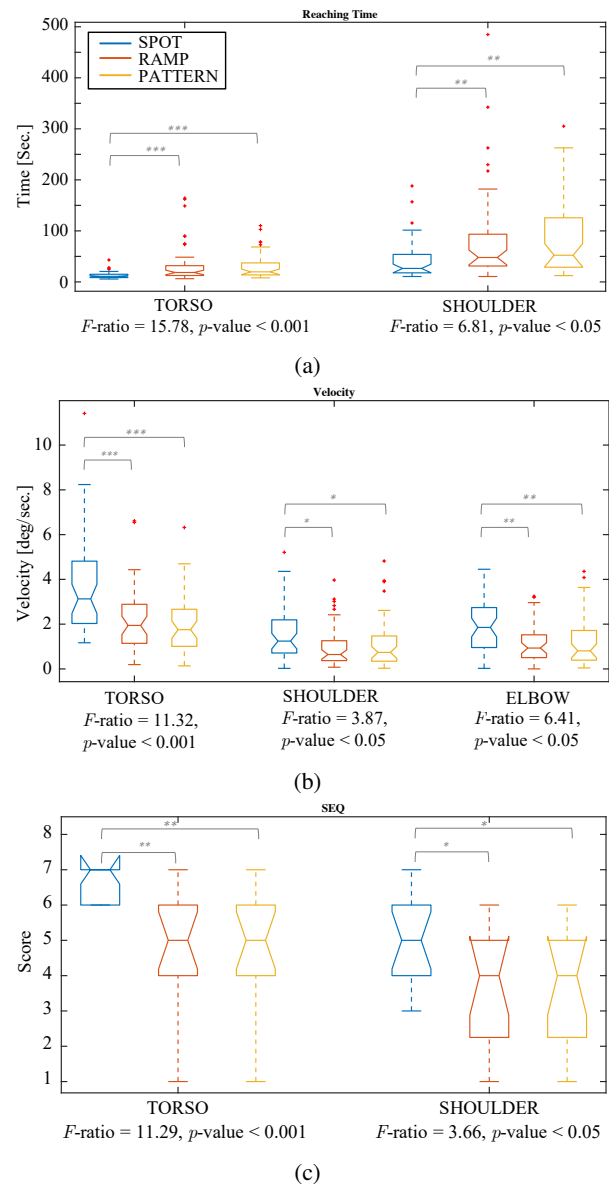 Reaching Time
500
400
300
200
100
0
Time [Sec.]
SPOT
RAMP
PATTERN
***
***
**
**
TORSO SHOULDER
F-ratio = 15.78, p-value < 0.001 F-ratio = 6.81, p-value < 0.05
(a)
Velocity
10
8
6
4
2
0
Velocity [deg/sec.]
***
***
*
*
**
**
TORSO SHOULDER ELBOW
F-ratio = 11.32, F-ratio = 3.87, F-ratio = 6.41,
p-value < 0.001 p-value < 0.05 p-value < 0.05
(b)
SEQ
8
7
6
5
4
3
2
1
Score
**
**
*
*
TORSO SHOULDER
F-ratio = 11.29, p-value < 0.001 F-ratio = 3.66, p-value < 0.05
(c)